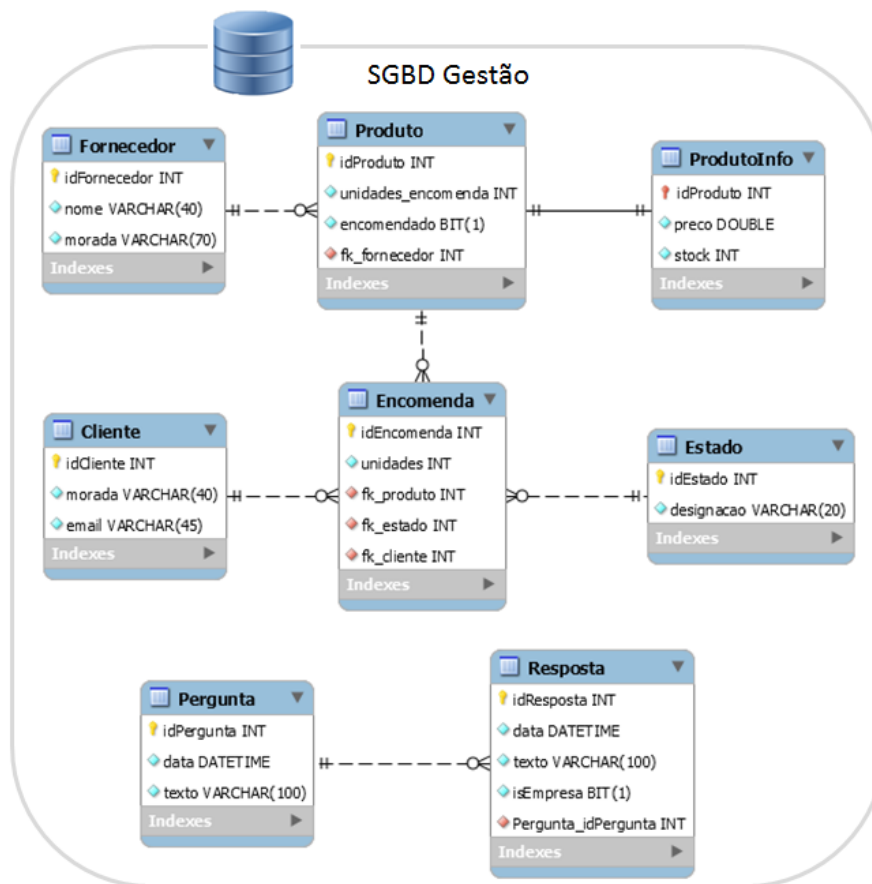 SGBD Gestão
Fornecedor
idFornecedor INT
nome VARCHAR(40)
morada VARCHAR(70)
Indexes
Produto
idProduto INT
unidades_encomenda INT
encomendado BIT(1)
fk_fornecedor INT
Indexes
ProdutoInfo
idProduto INT
preco DOUBLE
stock INT
Indexes
Cliente
idCliente INT
morada VARCHAR(40)
email VARCHAR(45)
Indexes
Encomenda
idEncomenda INT
unidades INT
fk_produto INT
fk_estado INT
fk_cliente INT
Indexes
Estado
idEstado INT
designacao VARCHAR(20)
Indexes
Pergunta
idPergunta INT
data DATETIME
texto VARCHAR(100)
Indexes
Resposta
idResposta INT
data DATETIME
texto VARCHAR(100)
isEmpresa BIT(1)
Pergunta_idPergunta INT
Indexes